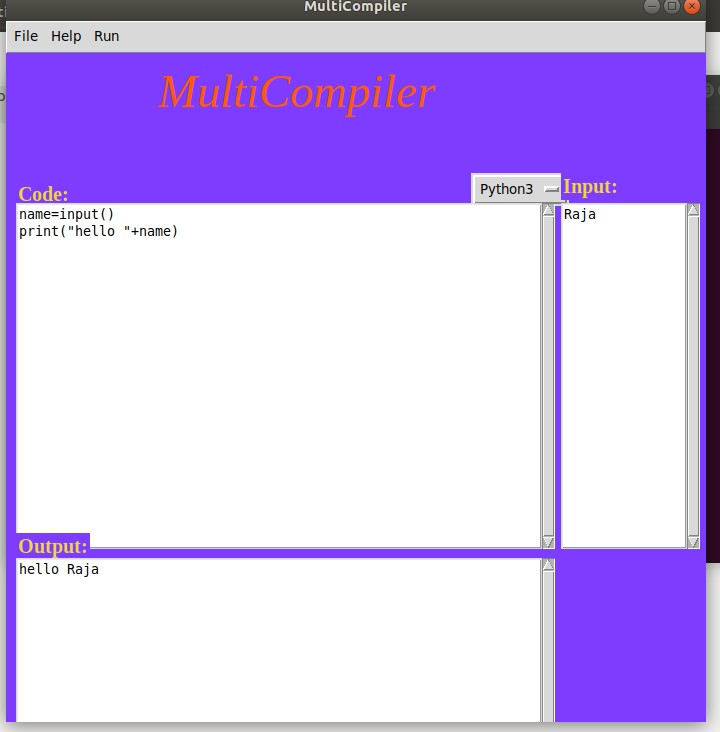 MultiCompiler
File Help Run
MultiCompiler
Code:
Python3
Input:
name=input()
print("hello "+name)
Raja
Output:
hello Raja